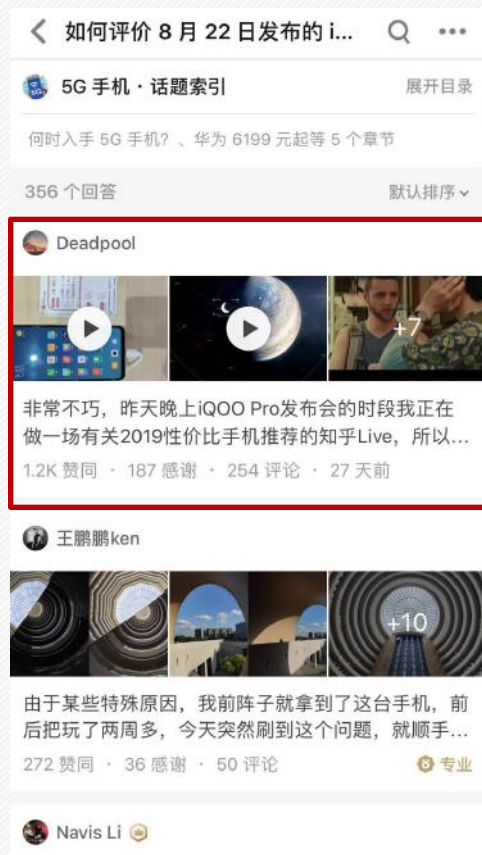 如何评价 8 月 22 日发布的 i...
5G 手机 · 话题索引
展开目录
何时入手 5G 手机？、华为 6199 元起等 5 个章节
356 个回答
默认排序
Deadpool
+7
非常不巧，昨天晚上iQOO Pro发布会的时段我正在
做一场有关2019性价比手机推荐的知乎Live，所以...
1.2K 赞同 · 187 感谢 · 254 评论 · 27 天前
王鹏鹏ken
+10
由于某些特殊原因，我前阵子就拿到了这台手机，前
后把玩了两周多，今天突然刷到这个问题，就顺手...
272 赞同 · 36 感谢 · 50 评论
专业
Navis Li